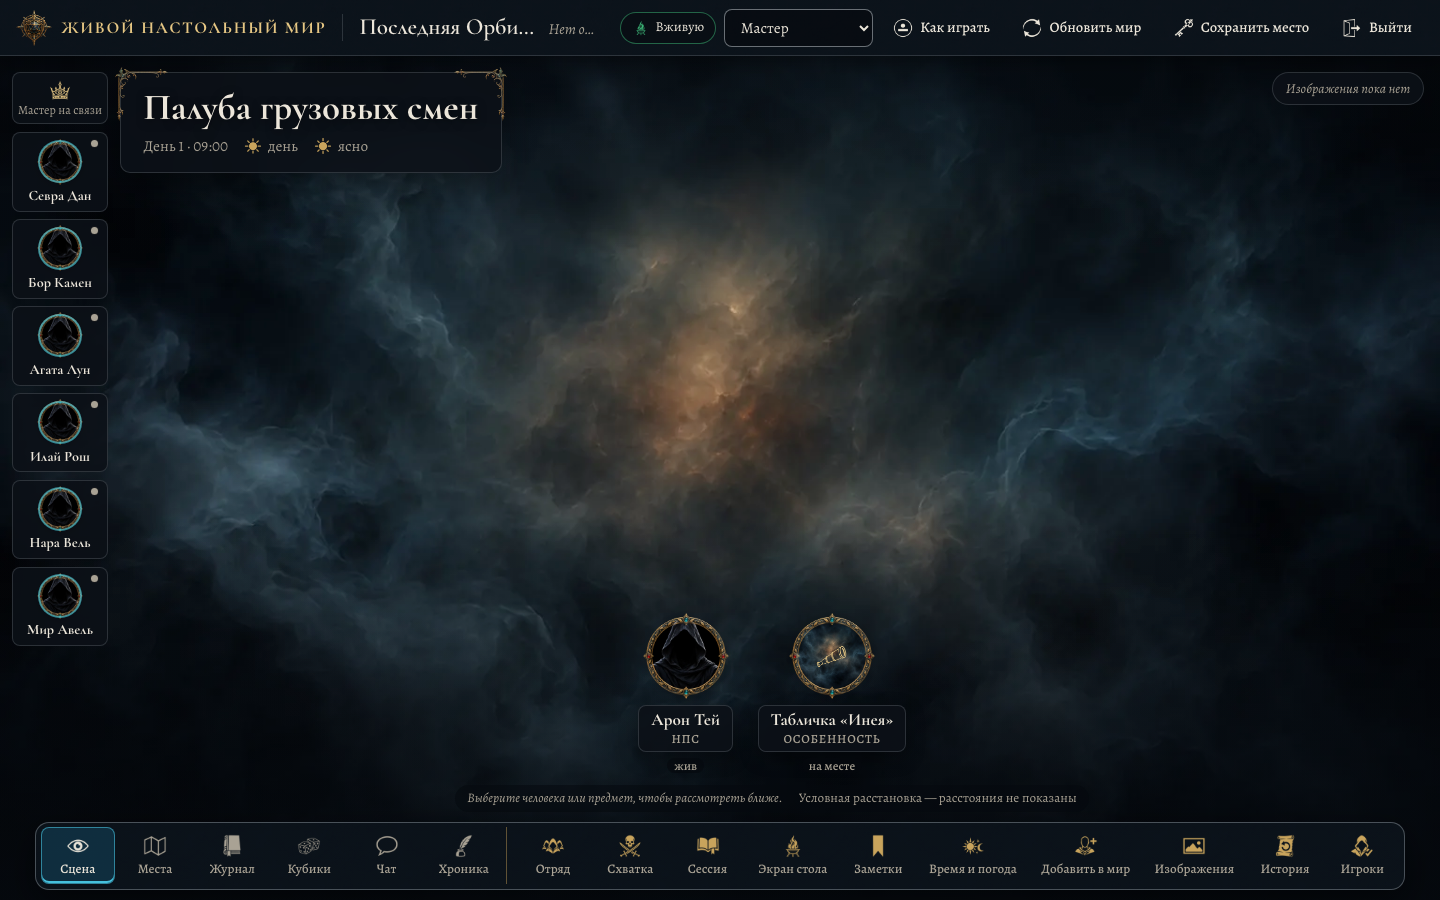 ЖИВОЙ НАСТОЛЬНЫЙ МИР
Последняя Орби...
Нет о...
Вживую
Мастер
Как играть
Обновить мир
Сохранить место
Выйти
Мастер на связи
Палуба грузовых смен
День 1 · 09:00 день ясно
Изображения пока нет
Севра Дан
Бор Камен
Агата Лун
Илай Рош
Нара Вель
Мир Авель
Арон Тей
НПС
жив
Табличка «Инея»
ОСОБЕННОСТЬ
на месте
Выберите человека или предмет, чтобы рассмотреть ближе. Условная расстановка — расстояния не показаны
Сцена
Места
Журнал
Кубики
Чат
Хроника
Отряд
Схватка
Сессия
Экран стола
Заметки
Время и погода
Добавить в мир
Изображения
История
Игроки